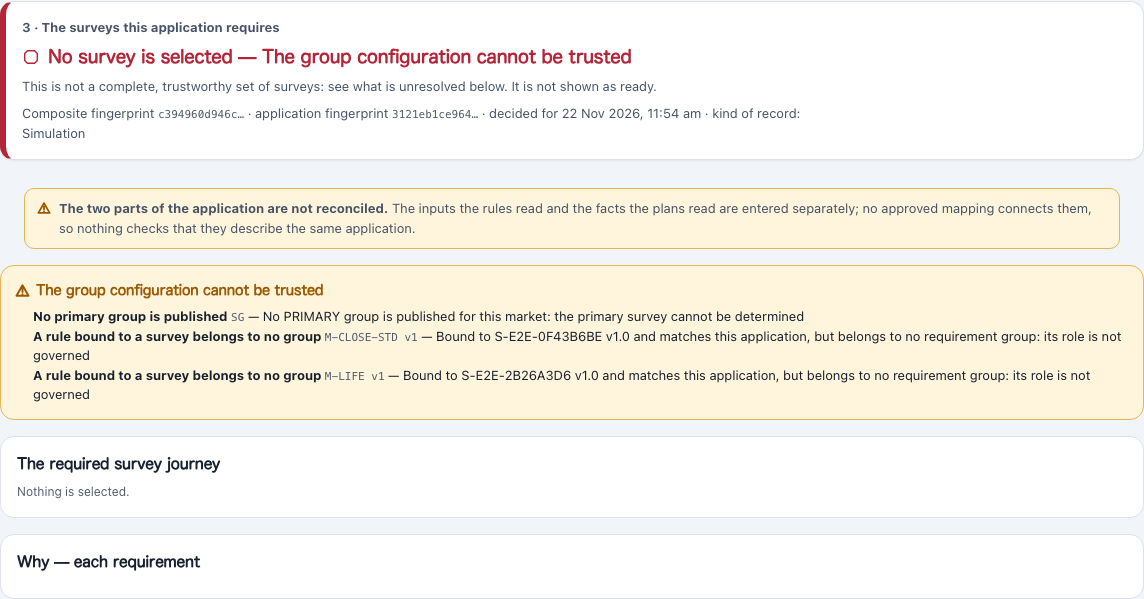 3 · The surveys this application requires
No survey is selected — The group configuration cannot be trusted
This is not a complete, trustworthy set of surveys: see what is unresolved below. It is not shown as ready.
Composite fingerprint c394960d946c… · application fingerprint 3121eb1ce964… · decided for 22 Nov 2026, 11:54 am · kind of record:
Simulation
⚠ The two parts of the application are not reconciled. The inputs the rules read and the facts the plans read are entered separately; no approved mapping connects them,
so nothing checks that they describe the same application.
⚠ The group configuration cannot be trusted
No primary group is published SG — No PRIMARY group is published for this market: the primary survey cannot be determined
A rule bound to a survey belongs to no group M-CLOSE-STD v1 — Bound to S-E2E-0F43B6BE v1.0 and matches this application, but belongs to no requirement group: its role is not
governed
A rule bound to a survey belongs to no group M-LIFE v1 — Bound to S-E2E-2B26A3D6 v1.0 and matches this application, but belongs to no requirement group: its role is not
governed
The required survey journey
Nothing is selected.
Why — each requirement